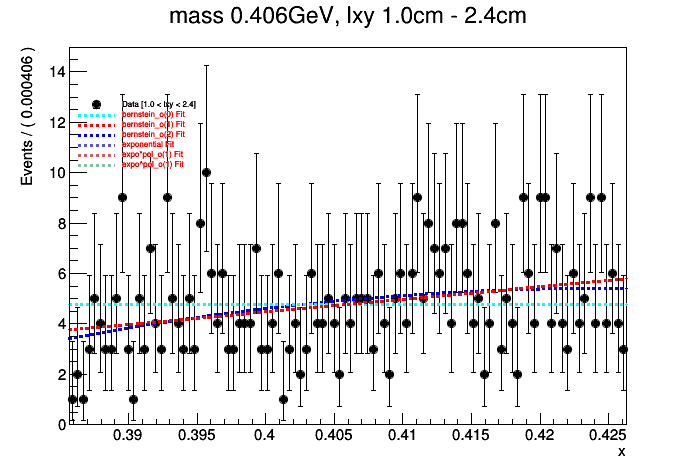 mass 0.406GeV, lxy 1.0cm - 2.4cm
Events / ( 0.000406 )
14
12
10
8
6
4
2
0
Data [1.0 < lxy < 2.4]
bernstein_o(0) Fit
bernstein_o(1) Fit
bernstein_o(2) Fit
exponential Fit
expo*pol_o(1) Fit
expo^pol_o(1) Fit
0.39 0.395 0.4 0.405 0.41 0.415 0.42 0.425
x